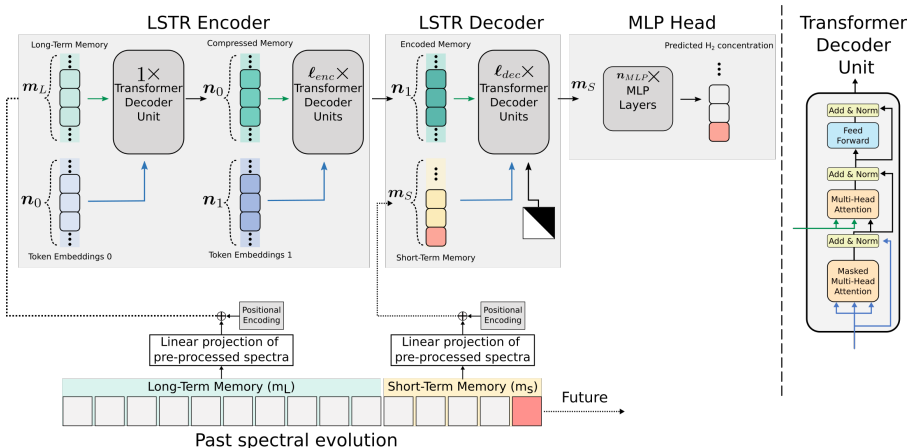 LSTR Encoder
LSTR Decoder
MLP Head
Transformer
Decoder
Unit
Long-Term Memory
Compressed Memory
Encoded Memory
Predicted H₂ concentration
m_L
1×
Transformer
Decoder
Unit
n₀
ℓ_enc×
Transformer
Decoder
Units
n₁
ℓ_dec×
Transformer
Decoder
Units
m_S
n_MLP×
MLP
Layers
n₀
n₁
m_S
Token Embeddings 0
Token Embeddings 1
Short-Term Memory
Add & Norm
Feed
Forward
Add & Norm
Multi-Head
Attention
Add & Norm
Masked
Multi-Head
Attention
Positional
Encoding
Positional
Encoding
Linear projection of
pre-processed spectra
Linear projection of
pre-processed spectra
Long-Term Memory (m_L)
Short-Term Memory (m_S)
Future
Past spectral evolution